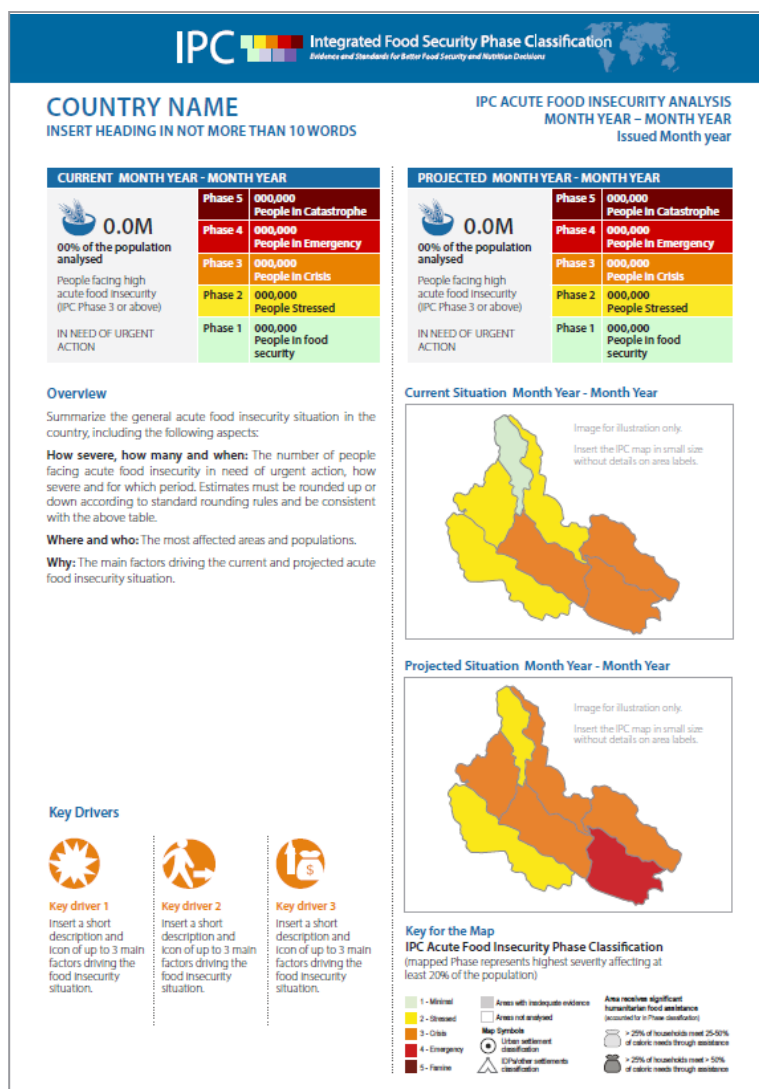 IPC
Integrated Food Security Phase Classification
Evidence and Standards for Better Food Security and Nutrition Decisions
COUNTRY NAME
INSERT HEADING IN NOT MORE THAN 10 WORDS
IPC ACUTE FOOD INSECURITY ANALYSIS
MONTH YEAR – MONTH YEAR
Issued Month year
CURRENT MONTH YEAR - MONTH YEAR
0.0M
00% of the population
analysed
People facing high
acute food insecurity
(IPC Phase 3 or above)
IN NEED OF URGENT
ACTION
Phase 5 000,000
People in Catastrophe
Phase 4 000,000
People in Emergency
Phase 3 000,000
People in Crisis
Phase 2 000,000
People Stressed
Phase 1 000,000
People in food
security
PROJECTED MONTH YEAR - MONTH YEAR
0.0M
00% of the population
analysed
People facing high
acute food insecurity
(IPC Phase 3 or above)
IN NEED OF URGENT
ACTION
Phase 5 000,000
People in Catastrophe
Phase 4 000,000
People in Emergency
Phase 3 000,000
People in Crisis
Phase 2 000,000
People Stressed
Phase 1 000,000
People in food
security
Overview
Summarize the general acute food insecurity situation in the
country, including the following aspects:
How severe, how many and when: The number of people
facing acute food insecurity in need of urgent action, how
severe and for which period. Estimates must be rounded up or
down according to standard rounding rules and be consistent
with the above table.
Where and who: The most affected areas and populations.
Why: The main factors driving the current and projected acute
food insecurity situation.
Key Drivers
$
Key driver 1
Insert a short
description and
icon of up to 3 main
factors driving the
food insecurity
situation.
Key driver 2
Insert a short
description and
icon of up to 3 main
factors driving the
food insecurity
situation.
Key driver 3
Insert a short
description and
icon of up to 3 main
factors driving the
food insecurity
situation.
Current Situation Month Year - Month Year
Image for illustration only.
Insert the IPC map in small size
without details on area labels.
Projected Situation Month Year - Month Year
Image for illustration only.
Insert the IPC map in small size
without details on area labels.
Key for the Map
IPC Acute Food Insecurity Phase Classification
(mapped Phase represents highest severity affecting at
least 20% of the population)
1 - Minimal
2 - Stressed
3 - Crisis
4 - Emergency
5 - Famine
Areas with inadequate evidence
Areas not analysed
Map Symbols
Urban settlement
classification
IDPs/other settlements
classification
Area receives significant
humanitarian food assistance
(accounted for in Phase classification)
> 25% of households meet 25-50%
of caloric needs through assistance
> 25% of households meet > 50%
of caloric needs through assistance